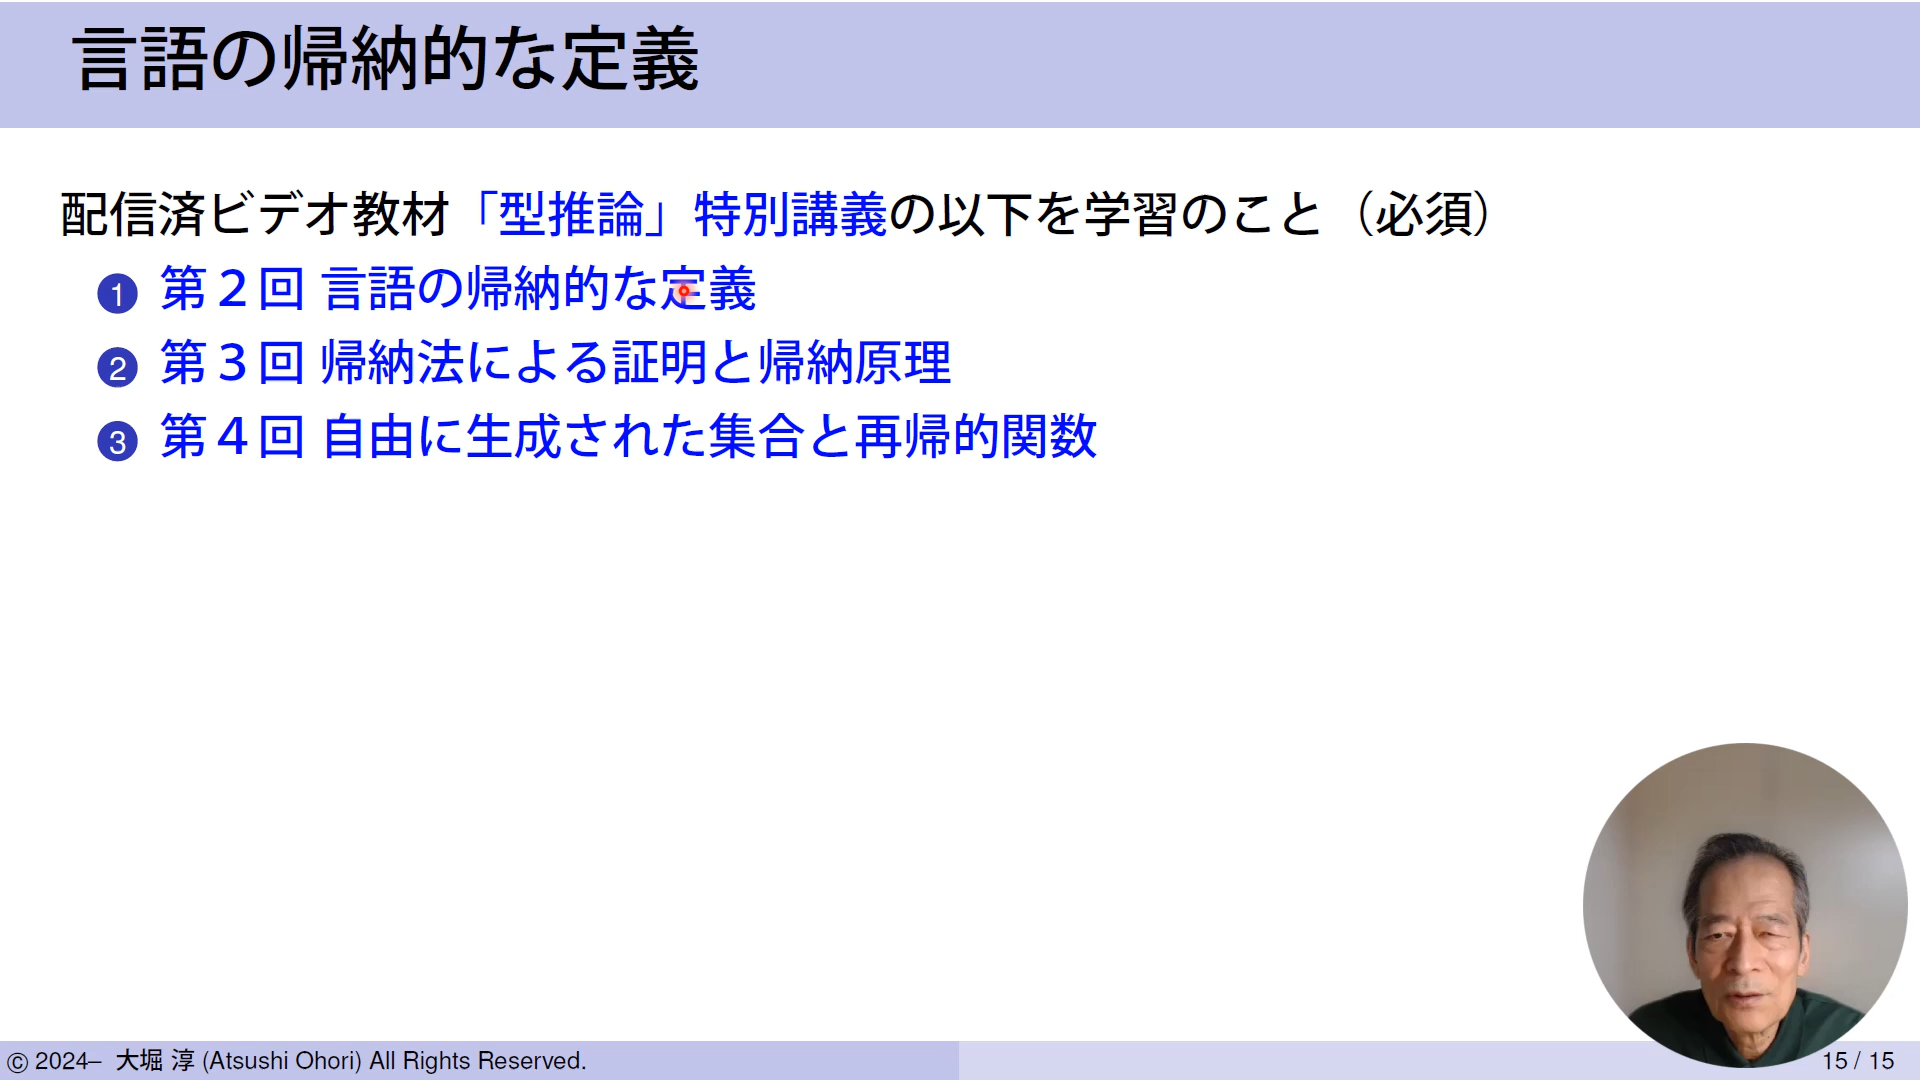 言語の帰納的な定義
配信済ビデオ教材「型推論」特別講義の以下を学習のこと（必須）
1 第２回 言語の帰納的な定義
2 第３回 帰納法による証明と帰納原理
3 第４回 自由に生成された集合と再帰的関数
© 2024– 大堀 淳 (Atsushi Ohori) All Rights Reserved.
15 / 15